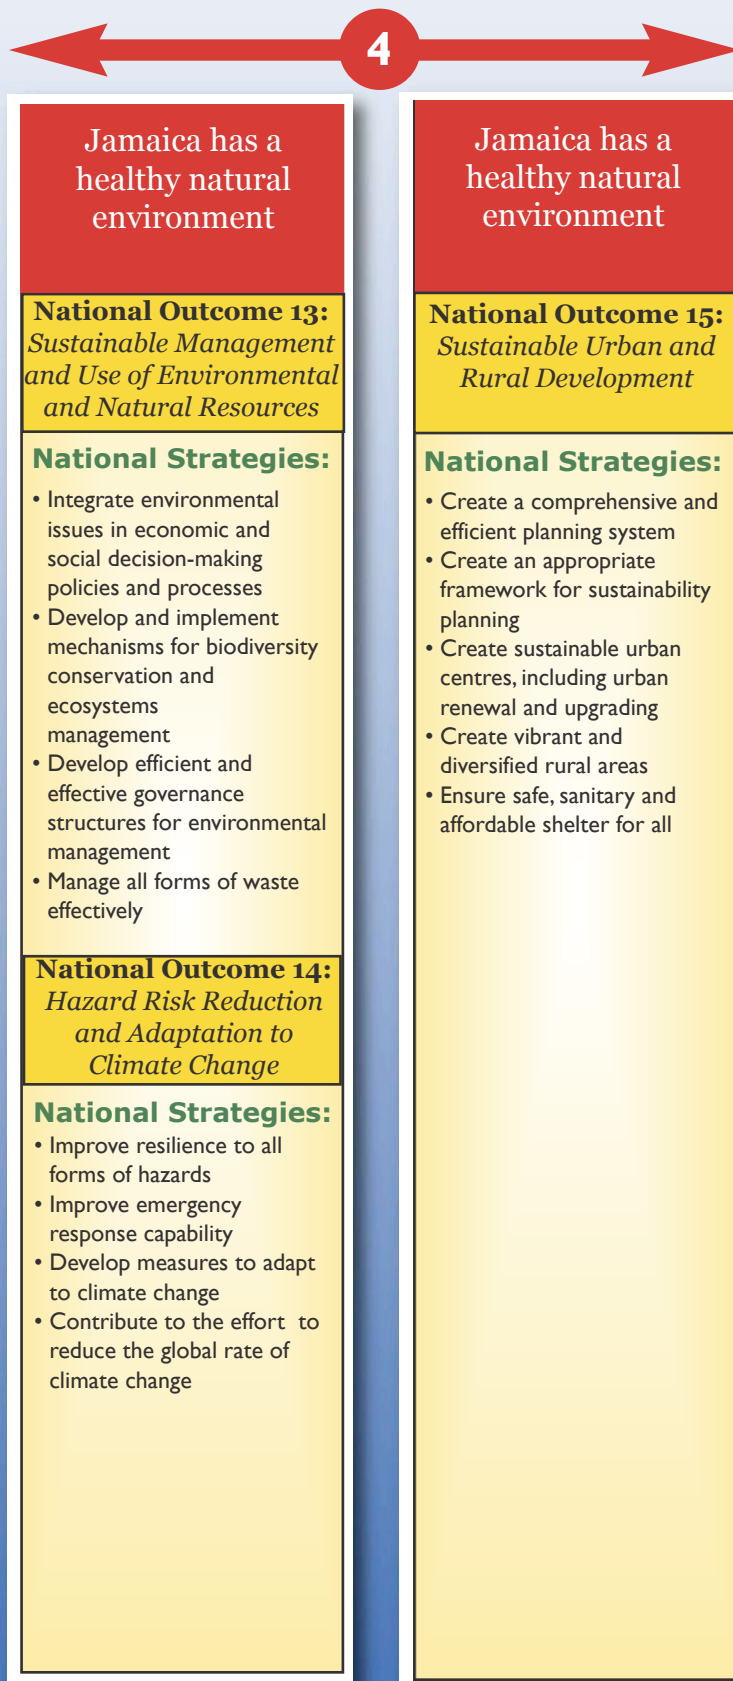 4
Jamaica has a
healthy natural
environment
National Outcome 13:
Sustainable Management
and Use of Environmental
and Natural Resources
National Strategies:
• Integrate environmental
issues in economic and
social decision-making
policies and processes
• Develop and implement
mechanisms for biodiversity
conservation and
ecosystems
management
• Develop efficient and
effective governance
structures for environmental
management
• Manage all forms of waste
effectively
National Outcome 14:
Hazard Risk Reduction
and Adaptation to
Climate Change
National Strategies:
• Improve resilience to all
forms of hazards
• Improve emergency
response capability
• Develop measures to adapt
to climate change
• Contribute to the effort to
reduce the global rate of
climate change
Jamaica has a
healthy natural
environment
National Outcome 15:
Sustainable Urban and
Rural Development
National Strategies:
• Create a comprehensive and
efficient planning system
• Create an appropriate
framework for sustainability
planning
• Create sustainable urban
centres, including urban
renewal and upgrading
• Create vibrant and
diversified rural areas
• Ensure safe, sanitary and
affordable shelter for all